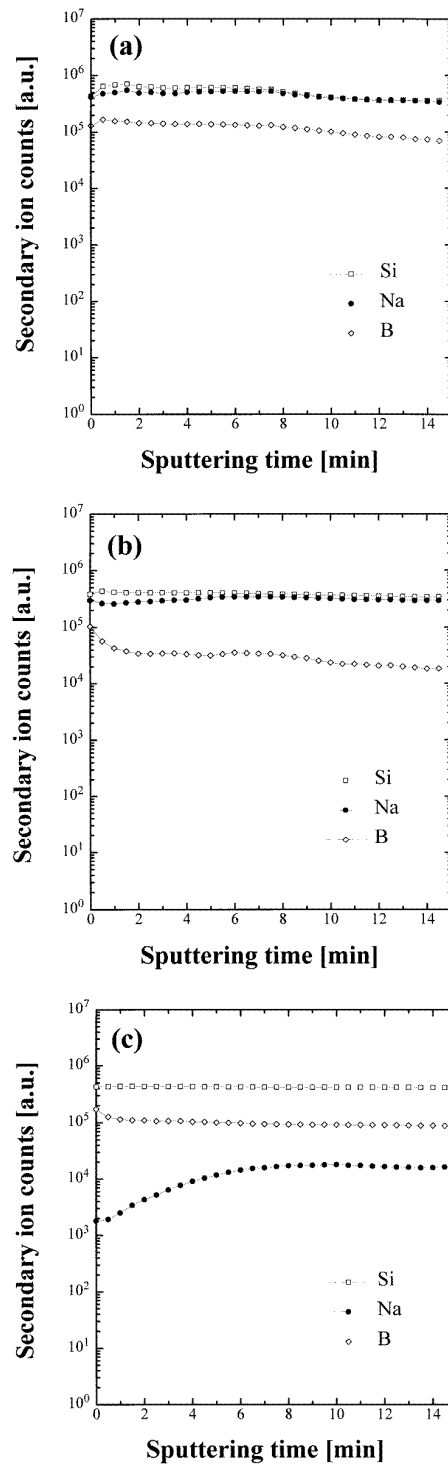 (a)
Secondary ion counts [a.u.]
10^7
10^6
10^5
10^4
10^3
10^2
10^1
10^0
Si
Na
B
0 2 4 6 8 10 12 14
Sputtering time [min]
(b)
Secondary ion counts [a.u.]
10^7
10^6
10^5
10^4
10^3
10^2
10^1
10^0
Si
Na
B
0 2 4 6 8 10 12 14
Sputtering time [min]
(c)
Secondary ion counts [a.u.]
10^7
10^6
10^5
10^4
10^3
10^2
10^1
10^0
Si
Na
B
0 2 4 6 8 10 12 14
Sputtering time [min]